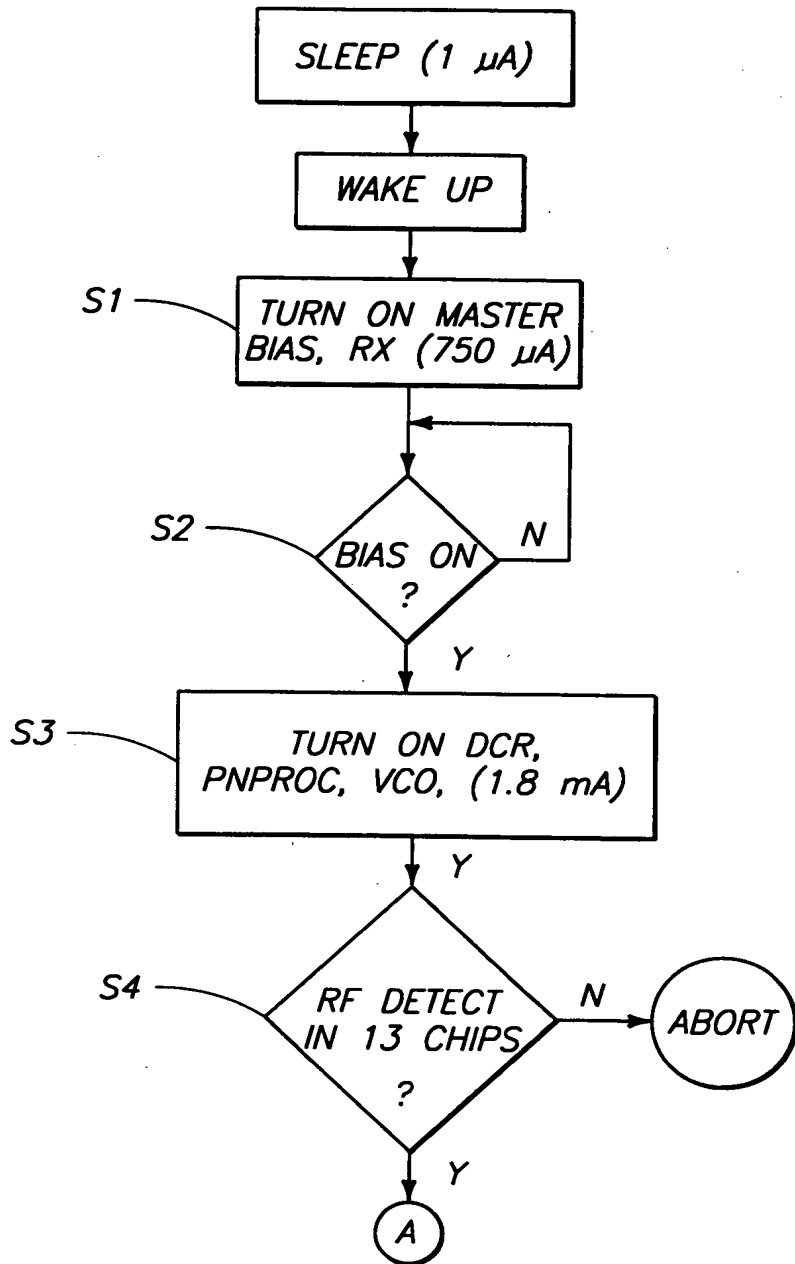 SLEEP (1 µA)
WAKE UP
S1
TURN ON MASTER
BIAS, RX (750 µA)
S2
BIAS ON
?
N
Y
S3
TURN ON DCR,
PNPROC, VCO, (1.8 mA)
Y
S4
RF DETECT
IN 13 CHIPS
?
N
ABORT
Y
A